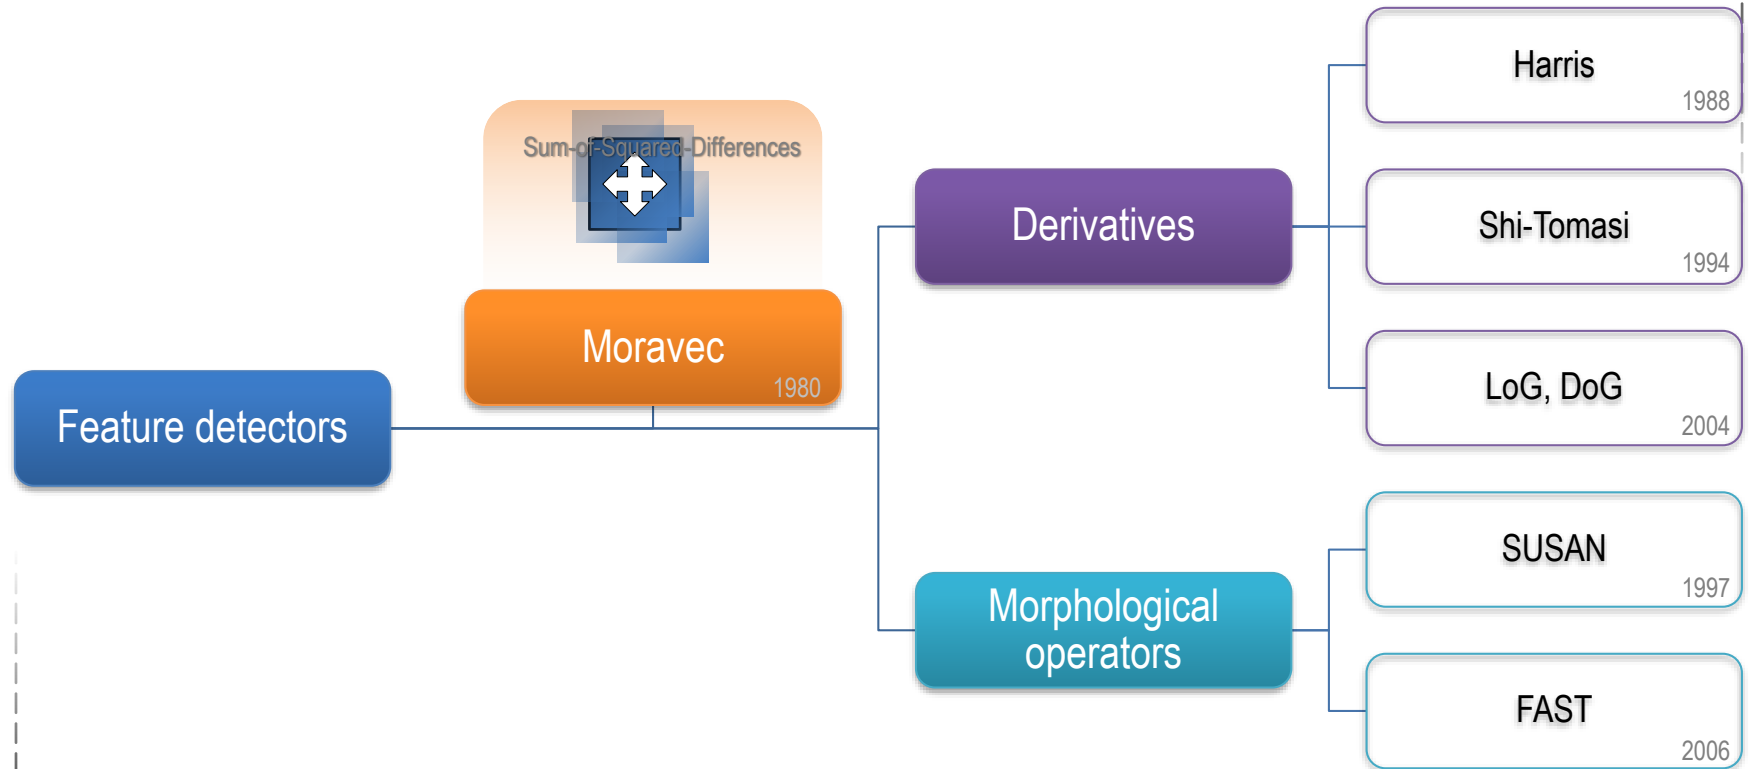 Feature detectors
Sum-of-Squared-Differences
Moravec
1980
Derivatives
Harris
1988
Shi-Tomasi
1994
LoG, DoG
2004
Morphological
operators
SUSAN
1997
FAST
2006